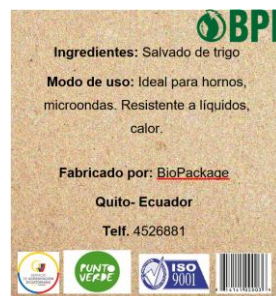 BPI
Ingredientes: Salvado de trigo
Modo de uso: Ideal para hornos,
microondas. Resistente a líquidos,
calor.
Fabricado por: BioPackage
Quito- Ecuador
Telf. 4526881
PUNTO
VERDE
ISO
9001